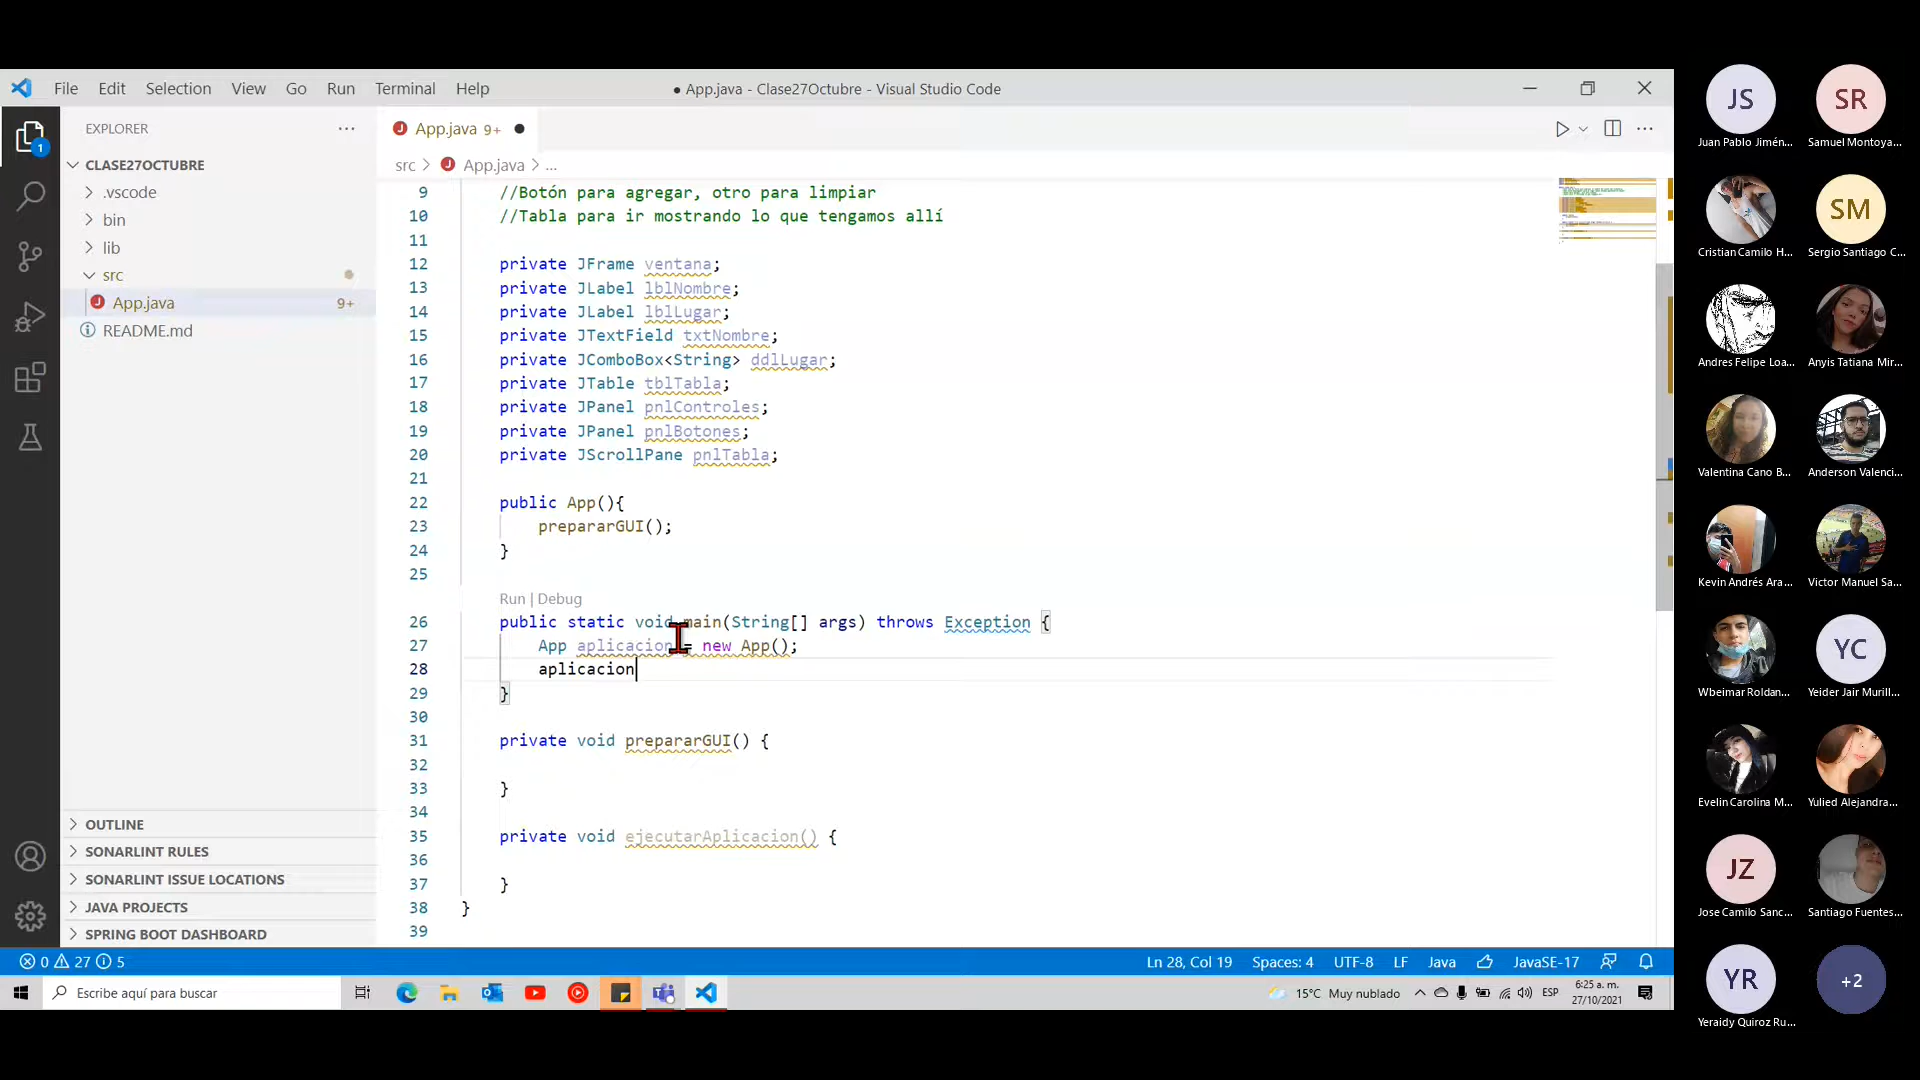 File Edit Selection View Go Run Terminal Help
● App.java - Clase27Octubre - Visual Studio Code
EXPLORER
App.java 9+
CLASE27OCTUBRE
.vscode
bin
lib
src
App.java 9+
README.md
OUTLINE
SONARLINT RULES
SONARLINT ISSUE LOCATIONS
JAVA PROJECTS
SPRING BOOT DASHBOARD
1
src > App.java > ...
9 //Botón para agregar, otro para limpiar
10 //Tabla para ir mostrando lo que tengamos allí
11
12 private JFrame ventana;
13 private JLabel lblNombre;
14 private JLabel lblLugar;
15 private JTextField txtNombre;
16 private JComboBox<String> ddlLugar;
17 private JTable tblTabla;
18 private JPanel pnlControles;
19 private JPanel pnlBotones;
20 private JScrollPane pnlTabla;
21
22 public App(){
23 prepararGUI();
24 }
25
Run | Debug
26 public static void main(String[] args) throws Exception {
27 App aplicacion = new App();
28 aplicacion
29 }
30
31 private void prepararGUI() {
32
33 }
34
35 private void ejecutarAplicacion() {
36
37 }
38 }
39
0 27 5
Ln 28, Col 19 Spaces: 4 UTF-8 LF Java JavaSE-17
Escribe aquí para buscar
15°C Muy nublado
ESP
6:25 a. m.
27/10/2021
JS SR
Juan Pablo Jimén... Samuel Montoya...
SM
Cristian Camilo H... Sergio Santiago C...
Andres Felipe Loa... Anyis Tatiana Mir...
Valentina Cano B... Anderson Valenci...
Kevin Andrés Ara... Victor Manuel Sa...
YC
Wbeimar Roldan... Yeider Jair Murill...
Evelin Carolina M... Yulied Alejandra...
JZ
Jose Camilo Sanc... Santiago Fuentes...
YR +2
Yeraidy Quiroz Ru...